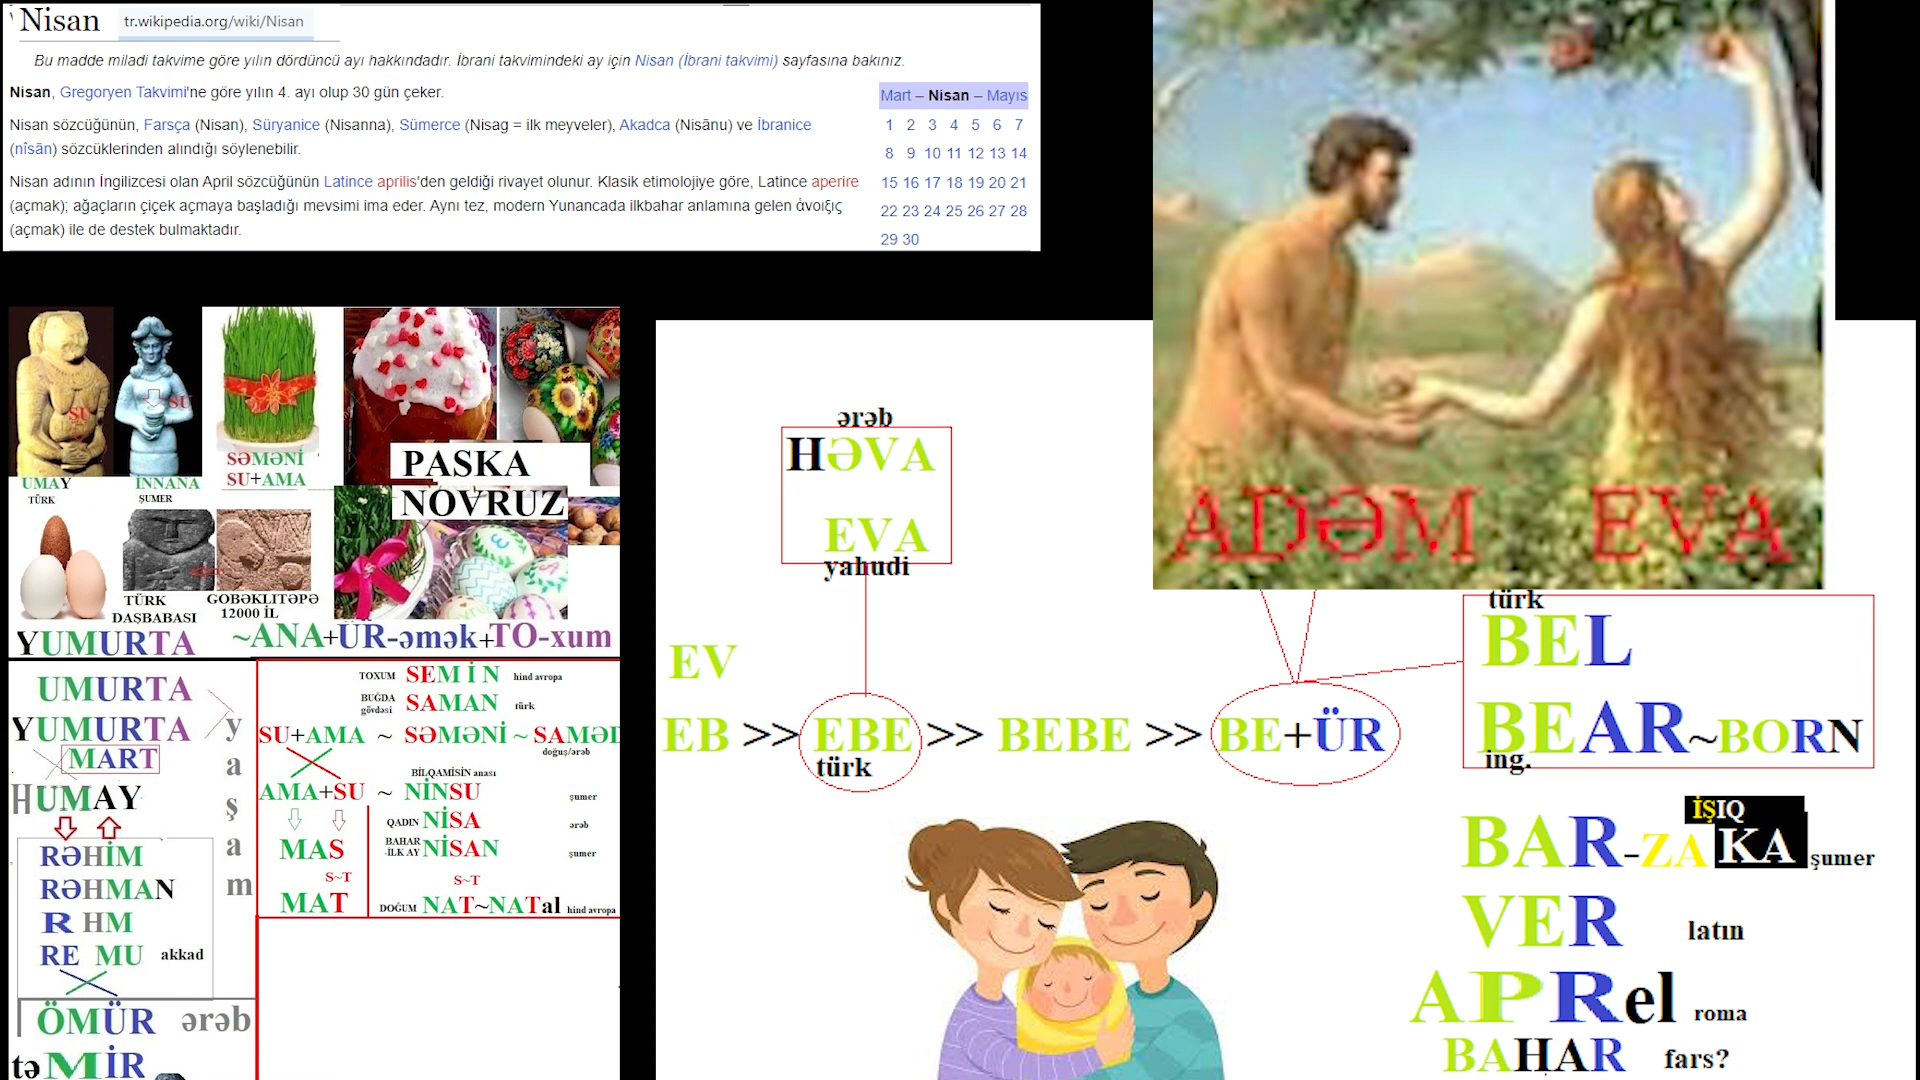 Nisan
tr.wikipedia.org/wiki/Nisan
Bu madde miladi takvime göre yılın dördüncü ayı hakkındadır. İbrani takvimindeki ay için Nisan (İbrani takvimi) sayfasına bakınız.
Nisan, Gregoryen Takvimi'ne göre yılın 4. ayı olup 30 gün çeker.
Nisan sözcüğünün, Farsça (Nisan), Süryanice (Nisanna), Sümerce (Nisag = ilk meyveler), Akadca (Nisānu) ve İbranice
(nîsān) sözcüklerinden alındığı söylenebilir.
Nisan adının İngilizcesi olan April sözcüğünün Latince aprilis'den geldiği rivayet olunur. Klasik etimolojiye göre, Latince aperire
(açmak); ağaçların çiçek açmaya başladığı mevsimi ima eder. Aynı tez, modern Yunancada ilkbahar anlamına gelen ἀνοιξις
(açmak) ile de destek bulmaktadır.
Mart – Nisan – Mayıs
1 2 3 4 5 6 7
8 9 10 11 12 13 14
15 16 17 18 19 20 21
22 23 24 25 26 27 28
29 30
SU
SU
UMAY
TÜRK
INNANA
ŞUMER
SƏMƏNİ
SU+AMA
PASKA
NOVRUZ
TÜRK
DAŞBABASI
GOBƏKLITƏPƏ
12000 İL
YUMURTA ~ANA+ÜR-əmək+TO-xum
UMURTA
YUMURTA
MART
HUMAY
yaşam
RƏHİM
RƏHMAN
R HM
RE MU akkad
ÖMÜR ərəb
təMİR
TOXUM SEMİN hind avropa
BUĞDA
gövdəsi SAMAN türk
SU+AMA ~ SƏMƏNİ ~ SAMƏD
doğuş/ərəb
BİLQAMISIN anası
AMA+SU ~ NİNSU şumer
QADIN NİSA ərəb
BAHAR
-İLK AY NİSAN şumer
MAS
S~T
S~T
MAT
DOĞUM NAT~NATal hind avropa
ərəb
HƏVA
EVA
yahudi
EV
EB >> EBE >> BEBE >> BE+ÜR
türk
ADƏM EVA
türk
BEL
BEAR~BORN
ing.
İŞIQ
BAR-ZA KA şumer
VER latın
APRel roma
BAHAR fars?